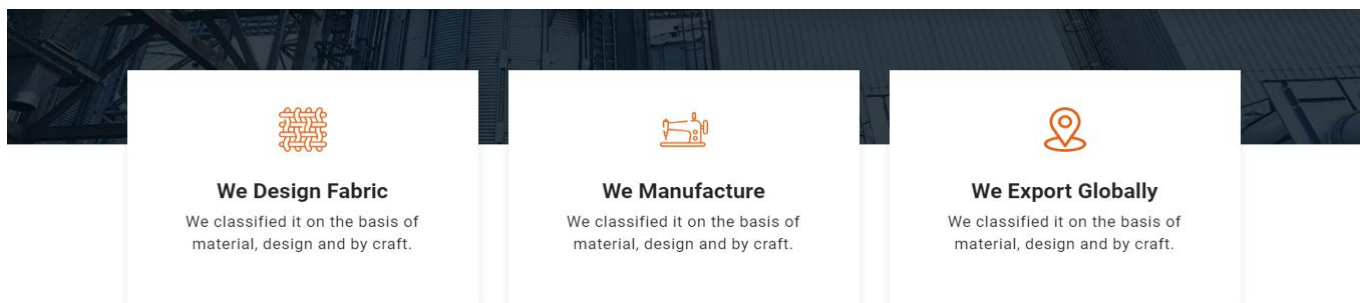 We Design Fabric
We classified it on the basis of
material, design and by craft.
We Manufacture
We classified it on the basis of
material, design and by craft.
We Export Globally
We classified it on the basis of
material, design and by craft.